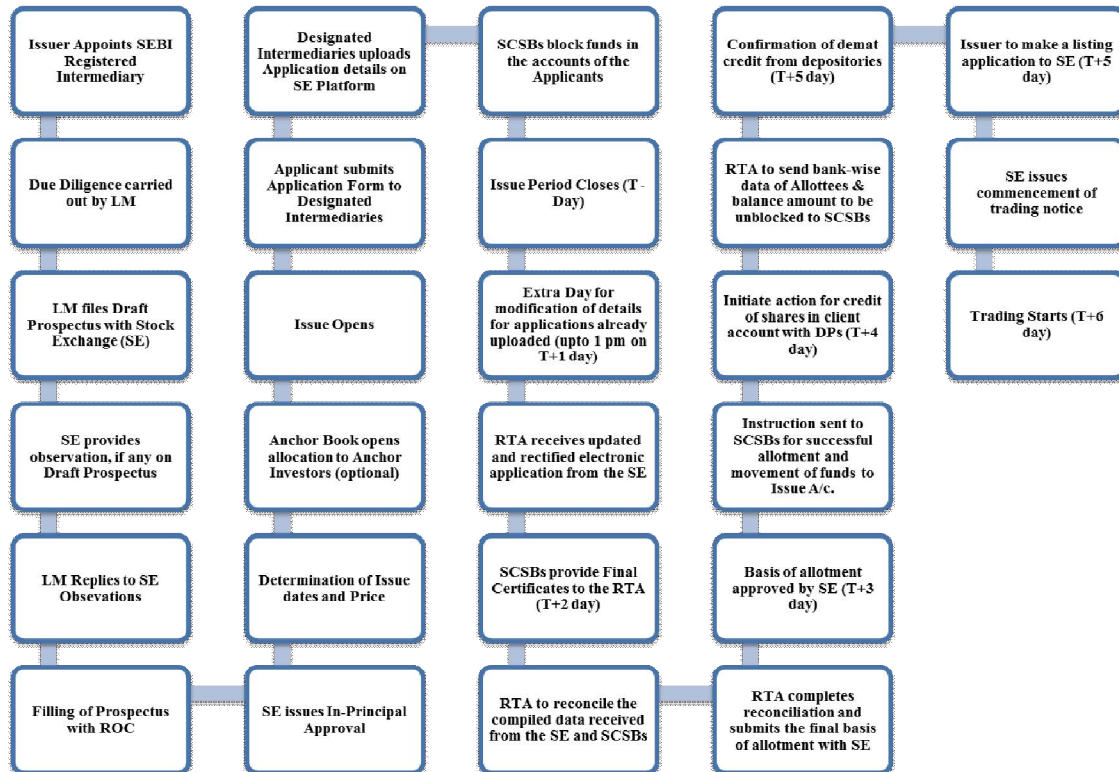 Issuer Appoints SEBI
Registered
Intermediary
Due Diligence carried
out by LM
LM files Draft
Prospectus with Stock
Exchange (SE)
SE provides
observation, if any on
Draft Prospectus
LM Replies to SE
Obsevations
Filling of Prospectus
with ROC
SE issues In-Principal
Approval
Determination of Issue
dates and Price
Anchor Book opens
allocation to Anchor
Investors (optional)
Issue Opens
Applicant submits
Application Form to
Designated
Intermediaries
Designated
Intermediaries uploads
Application details on
SE Platform
SCSBs block funds in
the accounts of the
Applicants
Issue Period Closes (T -
Day)
Extra Day for
modification of details
for applications already
uploaded (upto 1 pm on
T+1 day)
RTA receives updated
and rectified electronic
application from the SE
SCSBs provide Final
Certificates to the RTA
(T+2 day)
RTA to reconcile the
compiled data received
from the SE and SCSBs
RTA completes
reconciliation and
submits the final basis
of allotment with SE
Basis of allotment
approved by SE (T+3
day)
Instruction sent to
SCSBs for successful
allotment and
movement of funds to
Issue A/c.
Initiate action for credit
of shares in client
account with DPs (T+4
day)
RTA to send bank-wise
data of Allottees &
balance amount to be
unblocked to SCSBs
Confirmation of demat
credit from depositories
(T+5 day)
Issuer to make a listing
application to SE (T+5
day)
SE issues
commencement of
trading notice
Trading Starts (T+6
day)